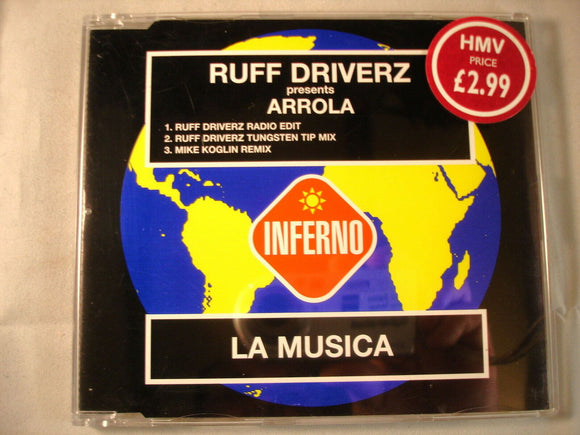 RUFF DRIVERZ
presents
ARROLA
1. RUFF DRIVERZ RADIO EDIT
2. RUFF DRIVERZ TUNGSTEN TIP MIX
3. MIKE KOGLIN REMIX
HMV
PRICE
£2.99
INFERNO
LA MUSICA